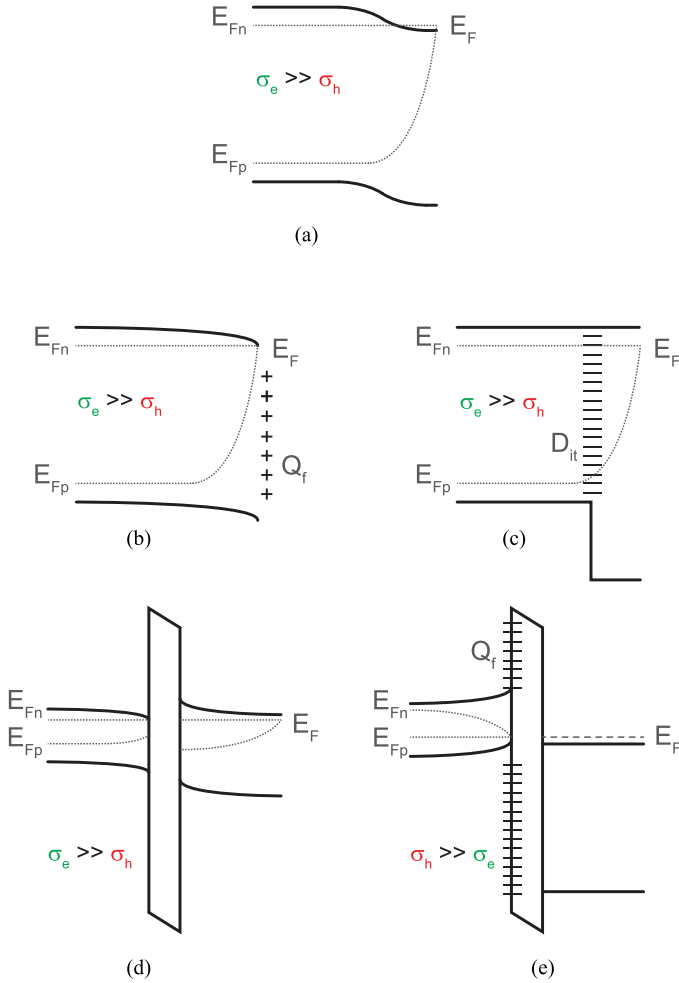 E_Fn
E_F
σ_e >> σ_h
E_Fp
(a)
E_Fn
E_F
σ_e >> σ_h
Q_f
E_Fp
(b)
E_Fn
E_F
σ_e >> σ_h
D_it
E_Fp
(c)
E_Fn
E_F
E_Fp
σ_e >> σ_h
(d)
Q_f
E_Fn
E_F
E_Fp
σ_h >> σ_e
(e)